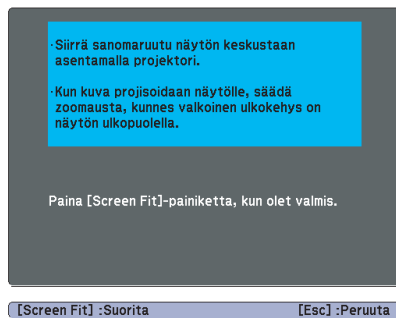 ·Siirrä sanomaruutu näytön keskustaan
asentamalla projektori.
·Kun kuva projisoidaan näytölle, säädä
zoomausta, kunnes valkoinen ulkokehys on
näytön ulkopuolella.
Paina [Screen Fit]-painiketta, kun olet valmis.
[Screen Fit] :Suorita [Esc] :Peruuta